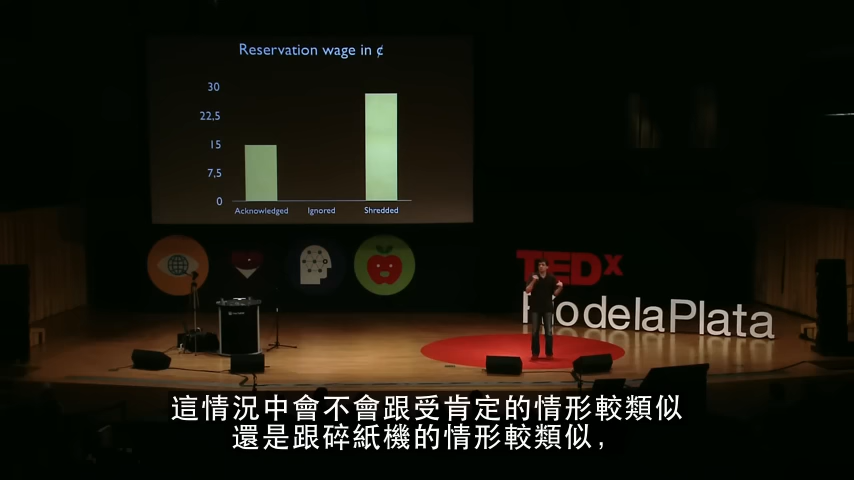 Reservation wage in ¢
30
22,5
15
7,5
0
Acknowledged
Ignored
Shredded
TEDx
RiodelaPlata
這情況中會不會跟受肯定的情形較類似
還是跟碎紙機的情形較類似，